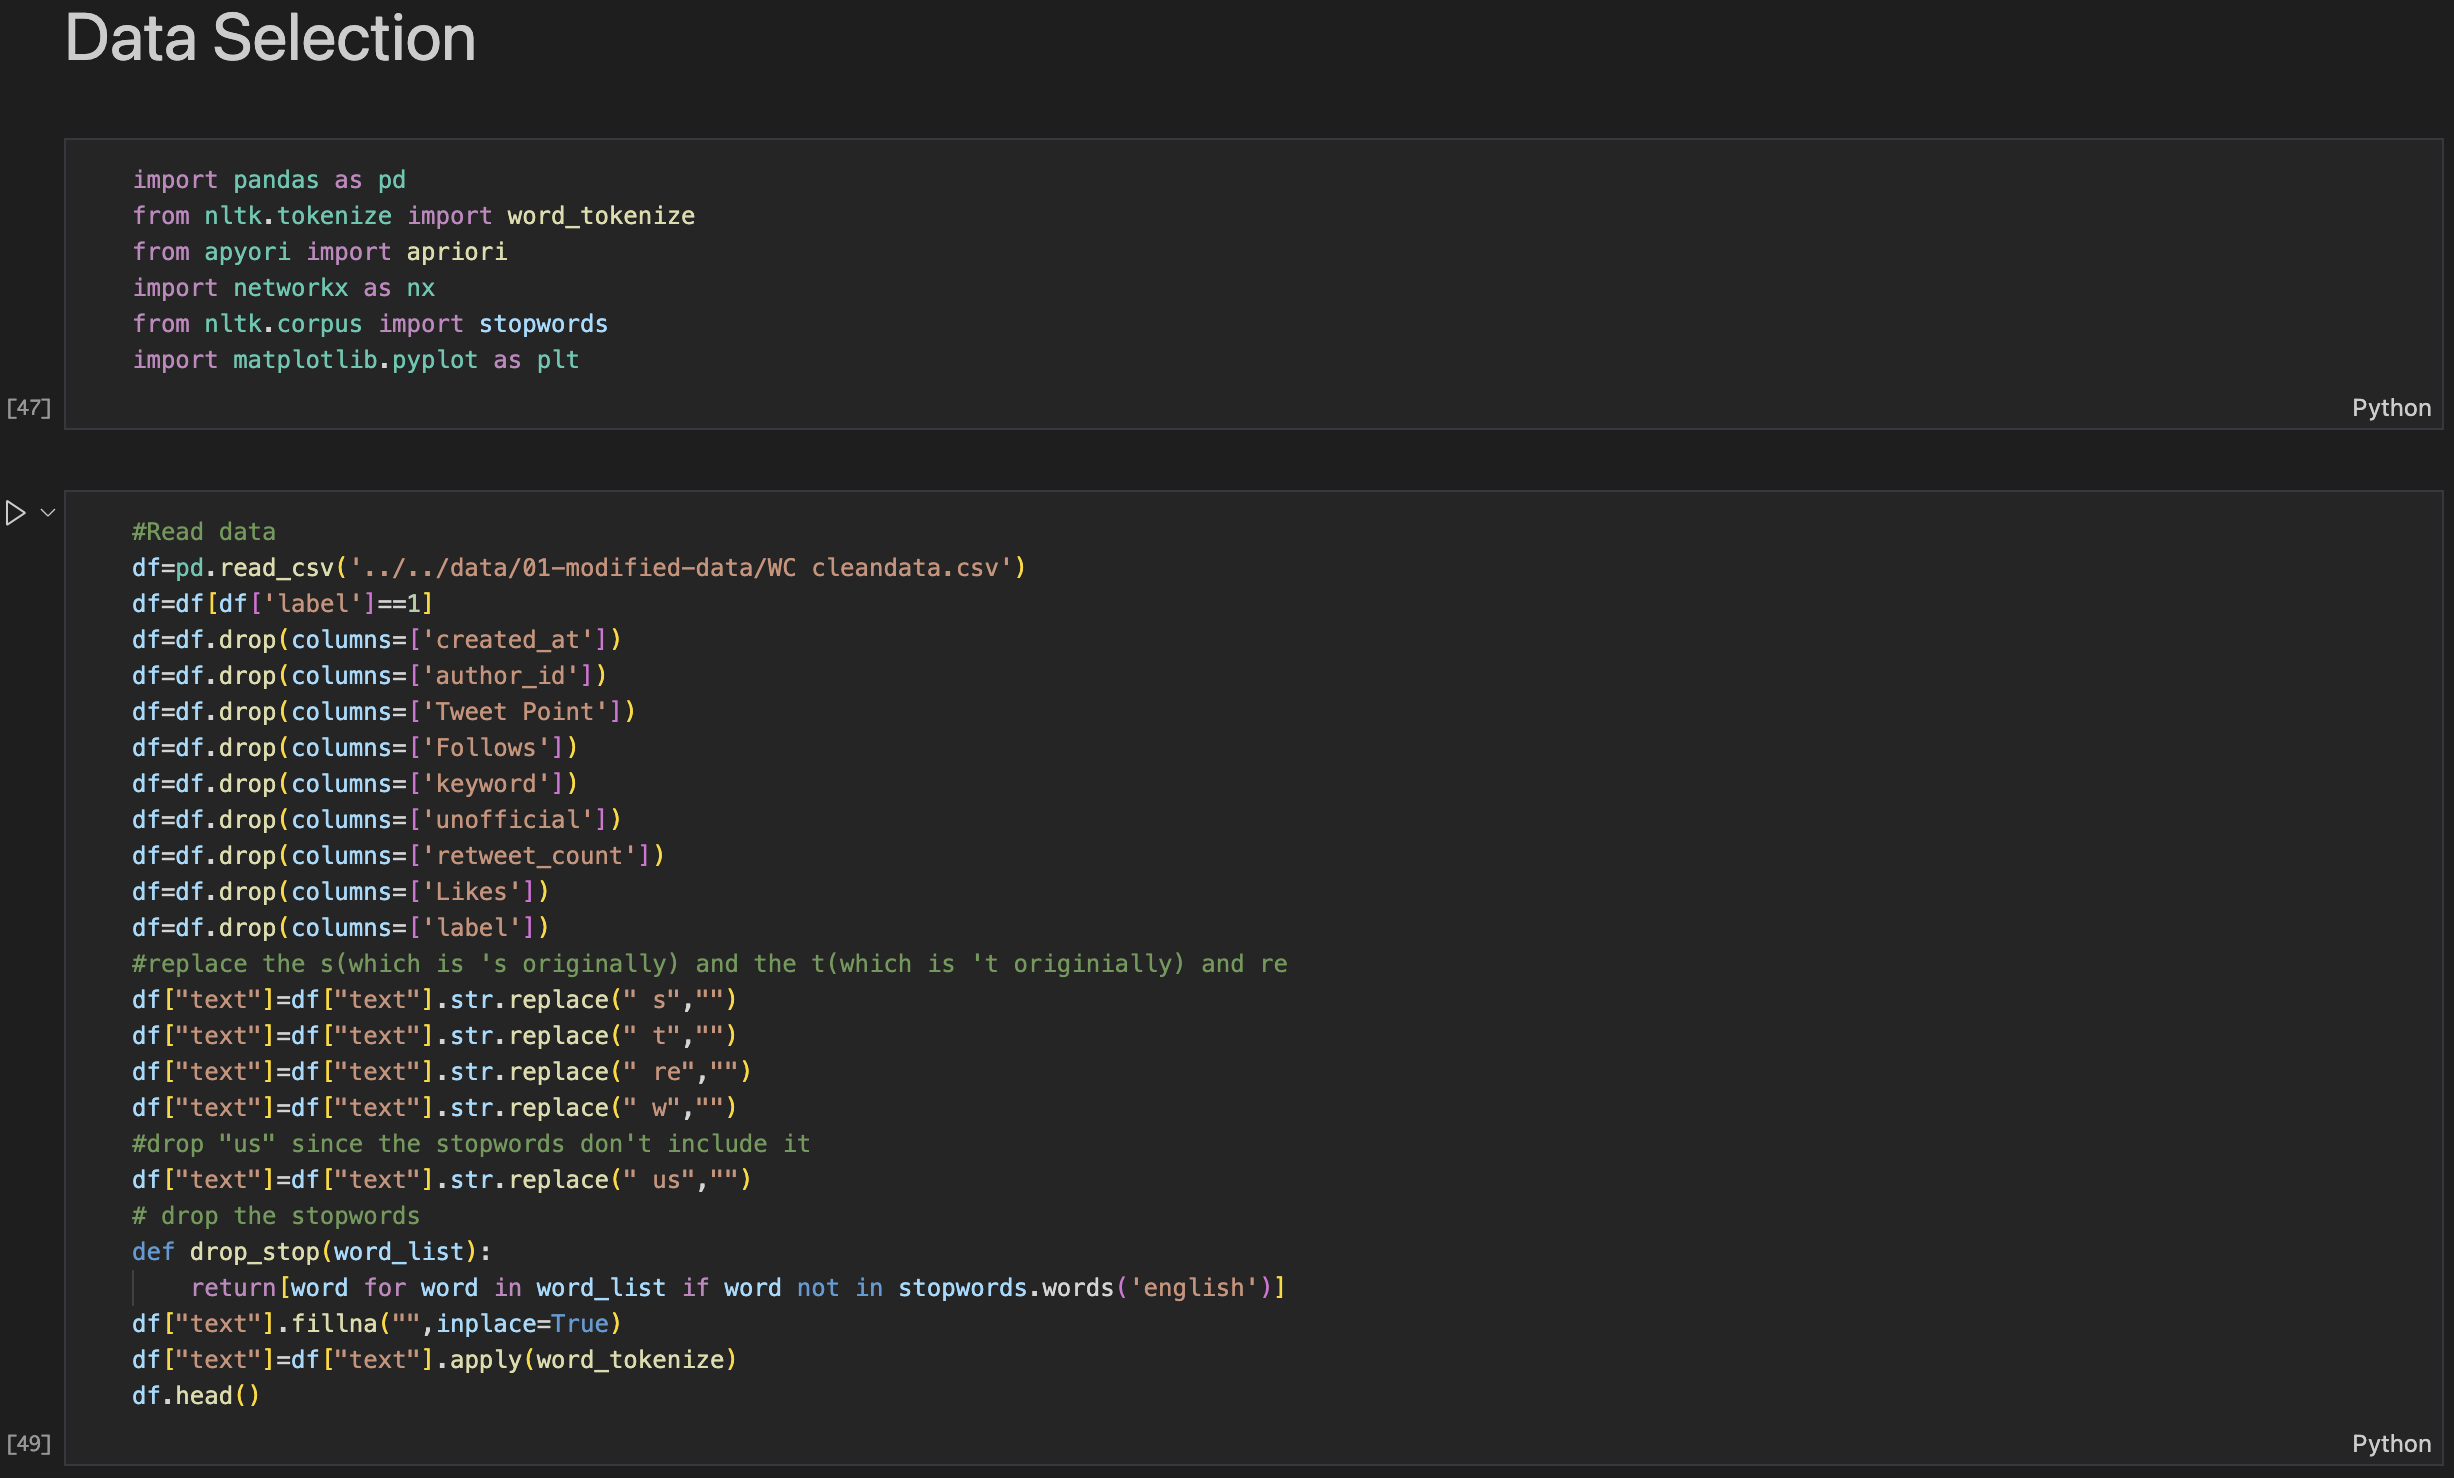 Data Selection
import pandas as pd
from nltk.tokenize import word_tokenize
from apyori import apriori
import networkx as nx
from nltk.corpus import stopwords
import matplotlib.pyplot as plt
[47]
Python
#Read data
df=pd.read_csv('../../data/01-modified-data/WC cleandata.csv')
df=df[df['label']==1]
df=df.drop(columns=['created_at'])
df=df.drop(columns=['author_id'])
df=df.drop(columns=['Tweet Point'])
df=df.drop(columns=['Follows'])
df=df.drop(columns=['keyword'])
df=df.drop(columns=['unofficial'])
df=df.drop(columns=['retweet_count'])
df=df.drop(columns=['Likes'])
df=df.drop(columns=['label'])
#replace the s(which is 's originally) and the t(which is 't originially) and re
df["text"]=df["text"].str.replace(" s","")
df["text"]=df["text"].str.replace(" t","")
df["text"]=df["text"].str.replace(" re","")
df["text"]=df["text"].str.replace(" w","")
#drop "us" since the stopwords don't include it
df["text"]=df["text"].str.replace(" us","")
# drop the stopwords
def drop_stop(word_list):
    return[word for word in word_list if word not in stopwords.words('english')]
df["text"].fillna("",inplace=True)
df["text"]=df["text"].apply(word_tokenize)
df.head()
[49]
Python